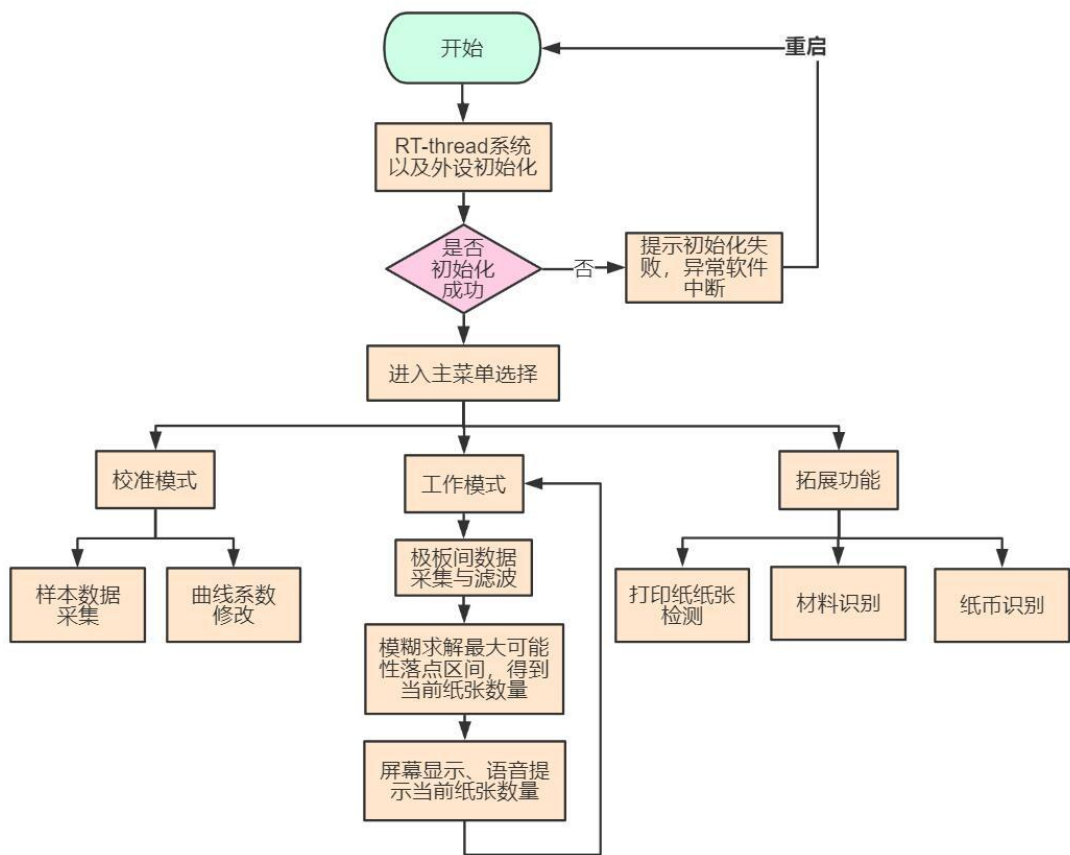 开始
重启
RT-thread系统
以及外设初始化
是否
初始化
成功
否
提示初始化失
败，异常软件
中断
进入主菜单选择
校准模式
工作模式
拓展功能
样本数据
采集
曲线系数
修改
极板间数据
采集与滤波
打印纸纸张
检测
材料识别
纸币识别
模糊求解最大可能
性落点区间，得到
当前纸张数量
屏幕显示、语音提
示当前纸张数量